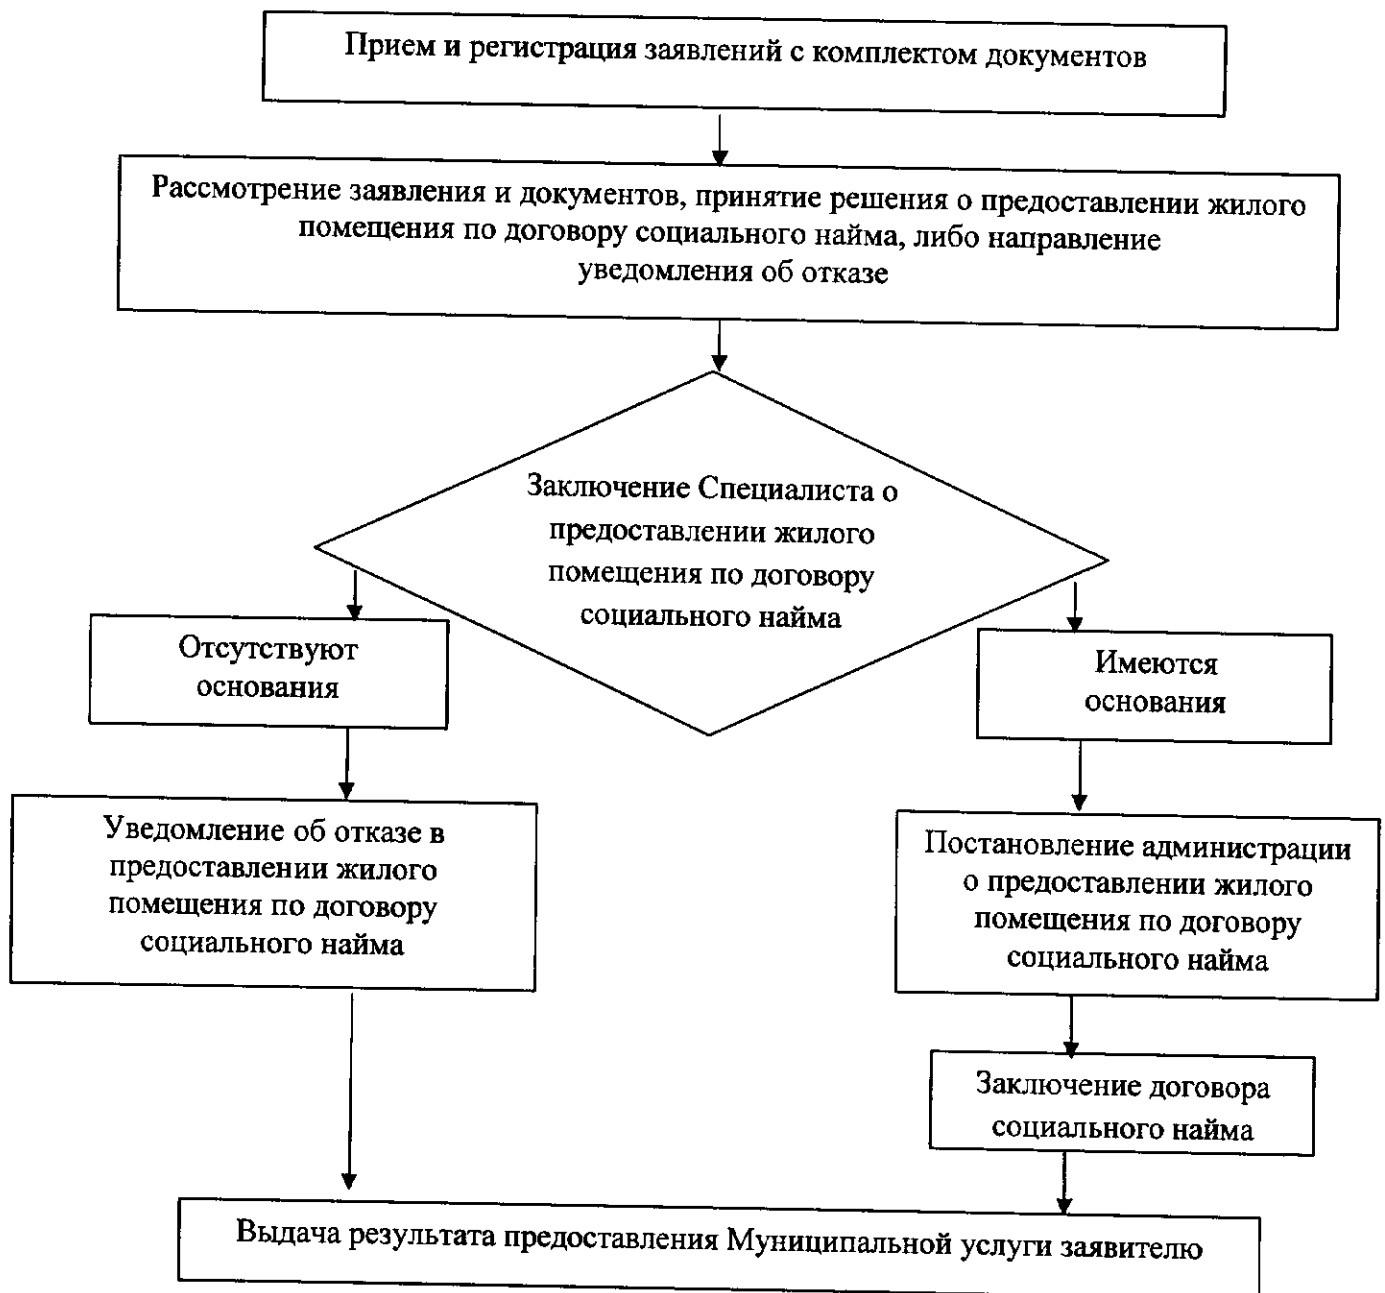 Прием и регистрация заявлений с комплектом документов
Рассмотрение заявления и документов, принятие решения о предоставлении жилого
помещения по договору социального найма, либо направление
уведомления об отказе
Заключение Специалиста о
предоставлении жилого
помещения по договору
социального найма
Отсутствуют
основания
Имеются
основания
Уведомление об отказе в
предоставлении жилого
помещения по договору
социального найма
Постановление администрации
о предоставлении жилого
помещения по договору
социального найма
Заключение договора
социального найма
Выдача результата предоставления Муниципальной услуги заявителю